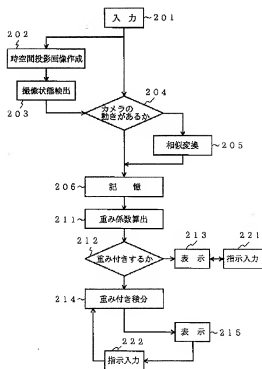 入力
201
202
時空間投影画像作成
撮像状態検出
203
204
カメラの
動きがあるか
相似変換
205
206
記 憶
211
重み係数算出
212
重み付きするか
213
表 示
221
指示入力
214
重み付き積分
表 示
215
222
指示入力